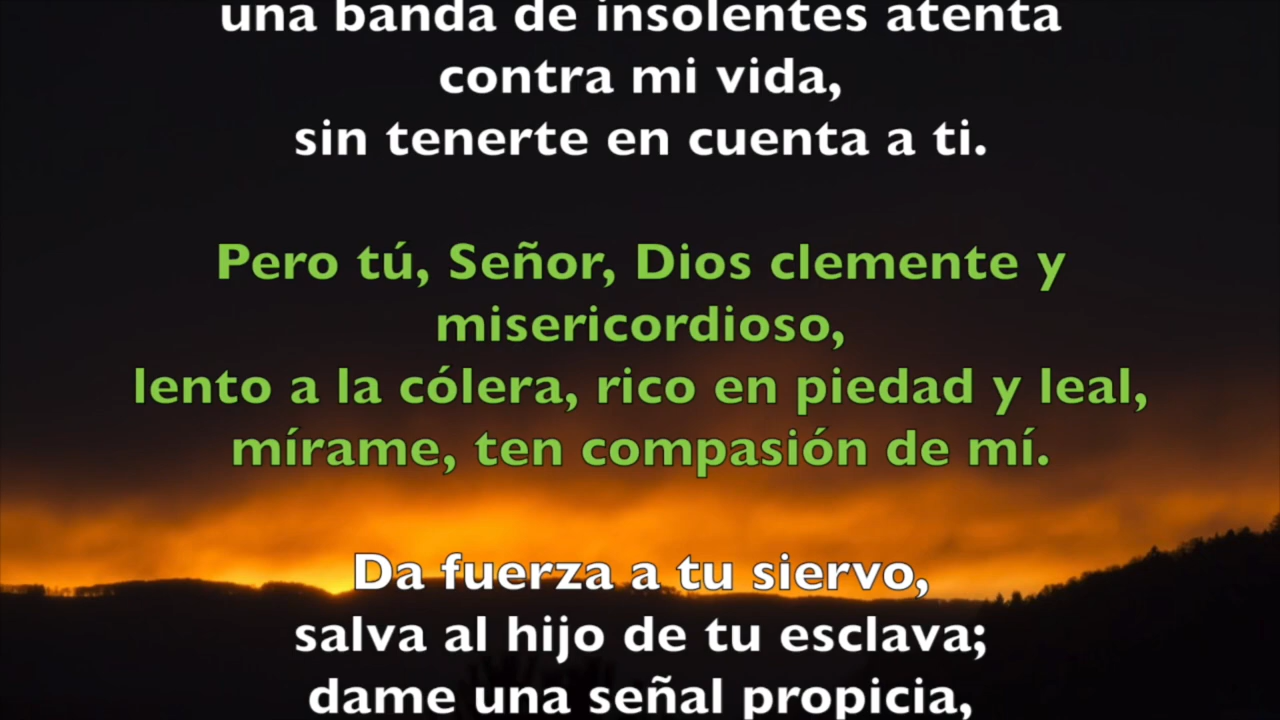 una banda de insolentes atenta
contra mi vida,
sin tenerte en cuenta a ti.
Pero tú, Señor, Dios clemente y
misericordioso,
lento a la cólera, rico en piedad y leal,
mírame, ten compasión de mí.
Da fuerza a tu siervo,
salva al hijo de tu esclava;
dame una señal propicia,